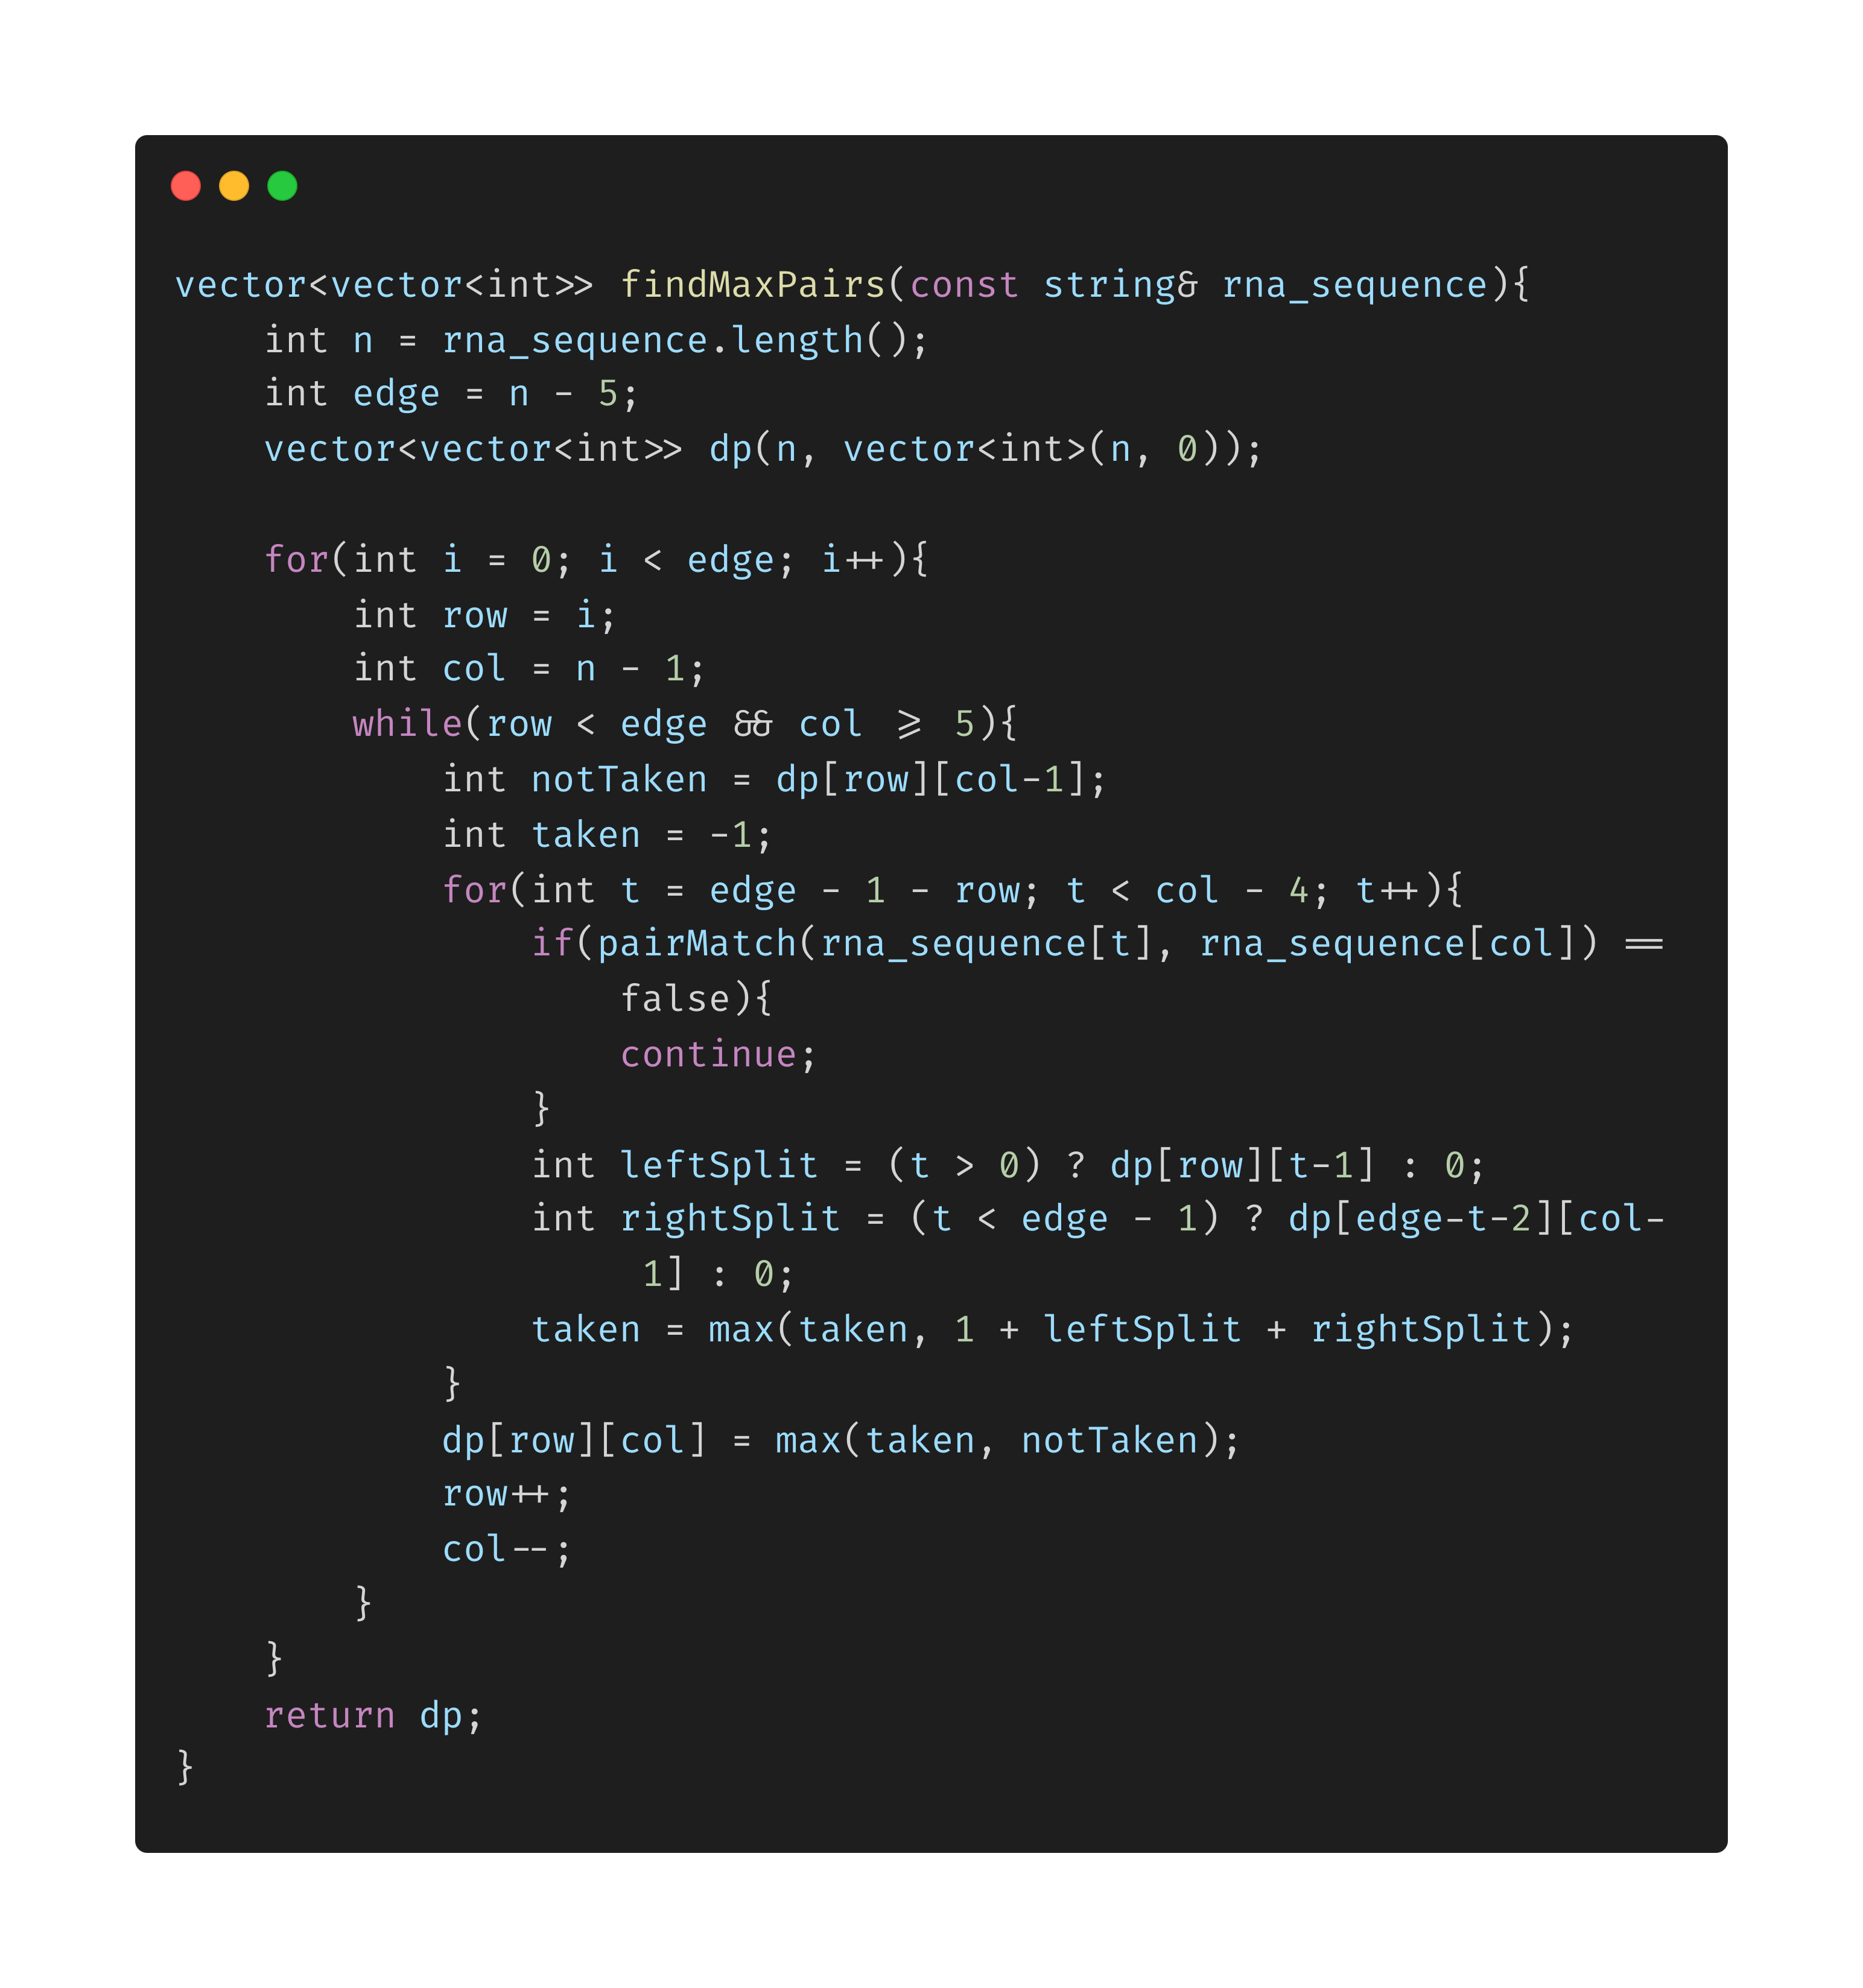 vector<vector<int>> findMaxPairs(const string& rna_sequence){
    int n = rna_sequence.length();
    int edge = n - 5;
    vector<vector<int>> dp(n, vector<int>(n, 0));

    for(int i = 0; i < edge; i++){
        int row = i;
        int col = n - 1;
        while(row < edge && col >= 5){
            int notTaken = dp[row][col-1];
            int taken = -1;
            for(int t = edge - 1 - row; t < col - 4; t++){
                if(pairMatch(rna_sequence[t], rna_sequence[col]) ==
                    false){
                    continue;
                }
                int leftSplit = (t > 0) ? dp[row][t-1] : 0;
                int rightSplit = (t < edge - 1) ? dp[edge-t-2][col-
                     1] : 0;
                taken = max(taken, 1 + leftSplit + rightSplit);
            }
            dp[row][col] = max(taken, notTaken);
            row++;
            col--;
        }
    }
    return dp;
}